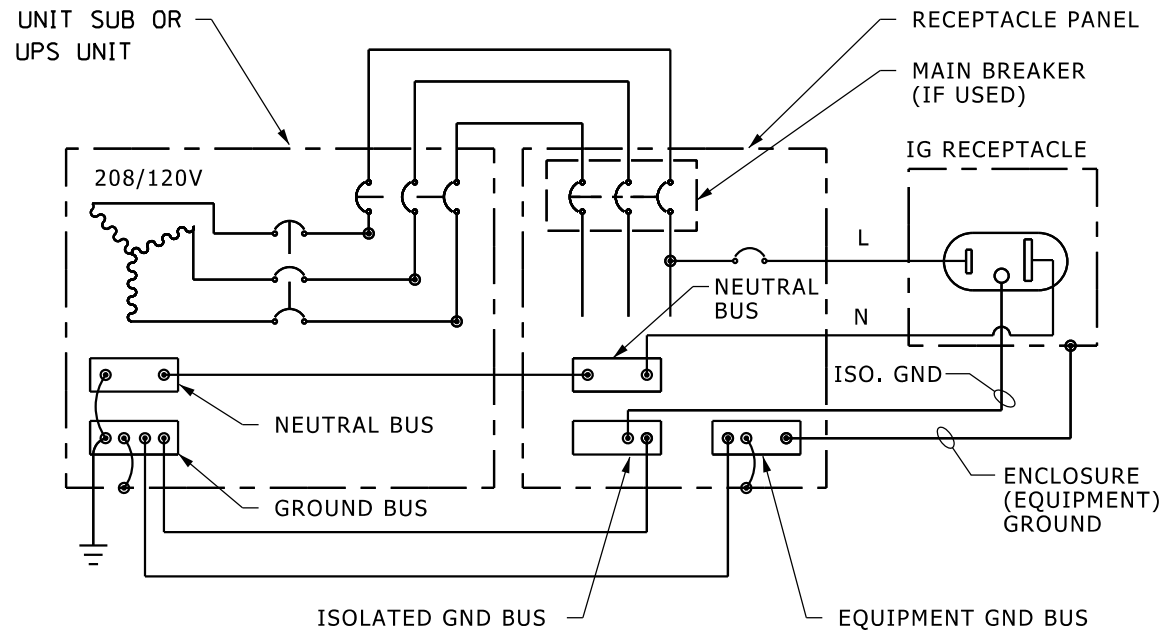 UNIT SUB OR
UPS UNIT
RECEPTACLE PANEL
MAIN BREAKER
(IF USED)
IG RECEPTACLE
208/120V
L
NEUTRAL
BUS
N
ISO. GND
NEUTRAL BUS
GROUND BUS
ENCLOSURE
(EQUIPMENT)
GROUND
ISOLATED GND BUS
EQUIPMENT GND BUS